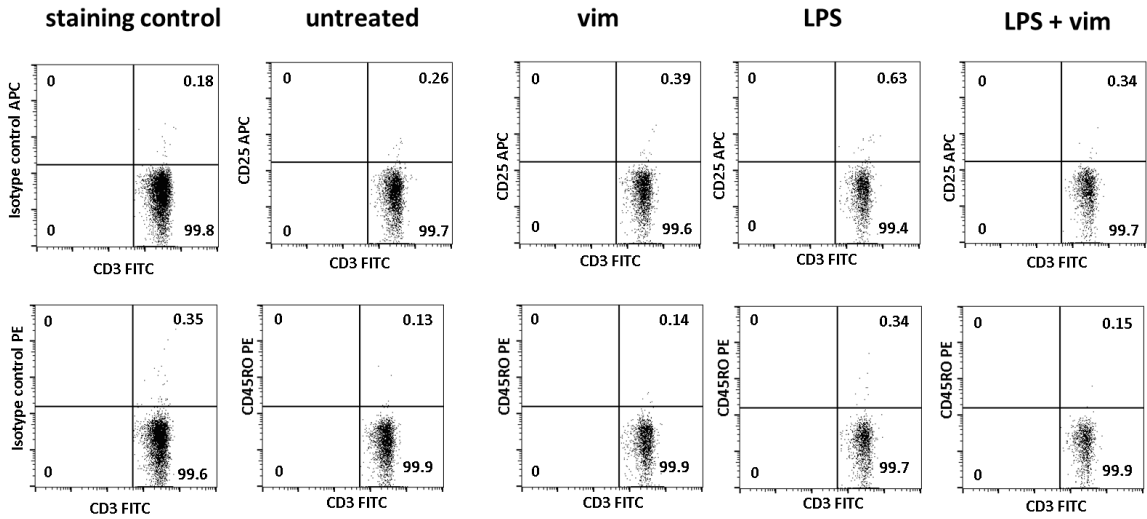 staining control
untreated
vim
LPS
LPS + vim
Isotype control APC
0
0.18
0
99.8
CD3 FITC
CD25 APC
0
0.26
0
99.7
CD3 FITC
CD25 APC
0
0.39
0
99.6
CD3 FITC
CD25 APC
0
0.63
0
99.4
CD3 FITC
CD25 APC
0
0.34
0
99.7
CD3 FITC
Isotype control PE
0
0.35
0
99.6
CD3 FITC
CD45RO PE
0
0.13
0
99.9
CD3 FITC
CD45RO PE
0
0.14
0
99.9
CD3 FITC
CD45RO PE
0
0.34
0
99.7
CD3 FITC
CD45RO PE
0
0.15
0
99.9
CD3 FITC